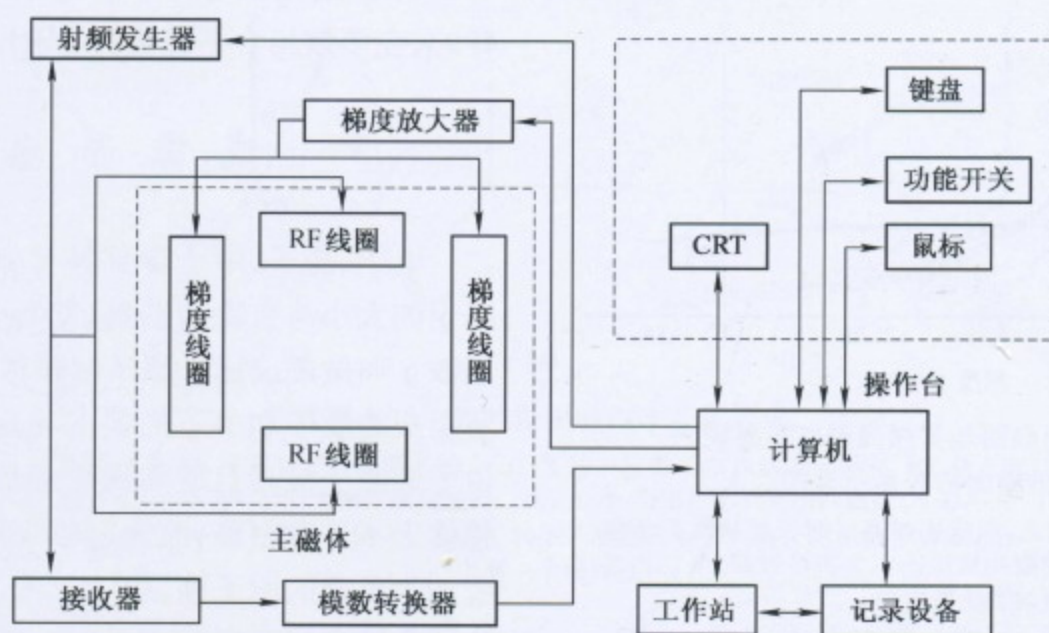 射频发生器
梯度放大器
键盘
功能开关
鼠标
CRT
RF线圈
梯度线圈
梯度线圈
RF线圈
主磁体
操作台
计算机
接收器
模数转换器
工作站
记录设备